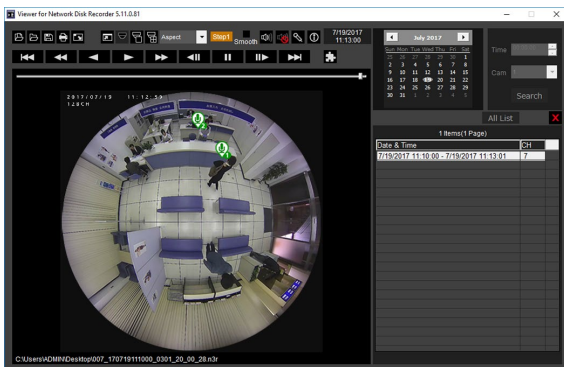 Viewer for Network Disk Recorder 5.11.0.81
Aspect
Step1
Smooth
7/19/2017
11:13:00
2017/07/19 11:12:59
128CH
2
1
C:\Users\ADMIN\Desktop\007_170719111000_0301_20_00_28.n3r
July 2017
Sun Mon Tue Wed Thu Fri Sat
25 26 27 28 29 30 1
2 3 4 5 6 7 8
9 10 11 12 13 14 15
16 17 18 19 20 21 22
23 24 25 26 27 28 29
30 31 1 2 3 4 5
Time
Cam
Search
All List
X
1 Items(1 Page)
Date & Time CH
7/19/2017 11:10:00 - 7/19/2017 11:13:01 7